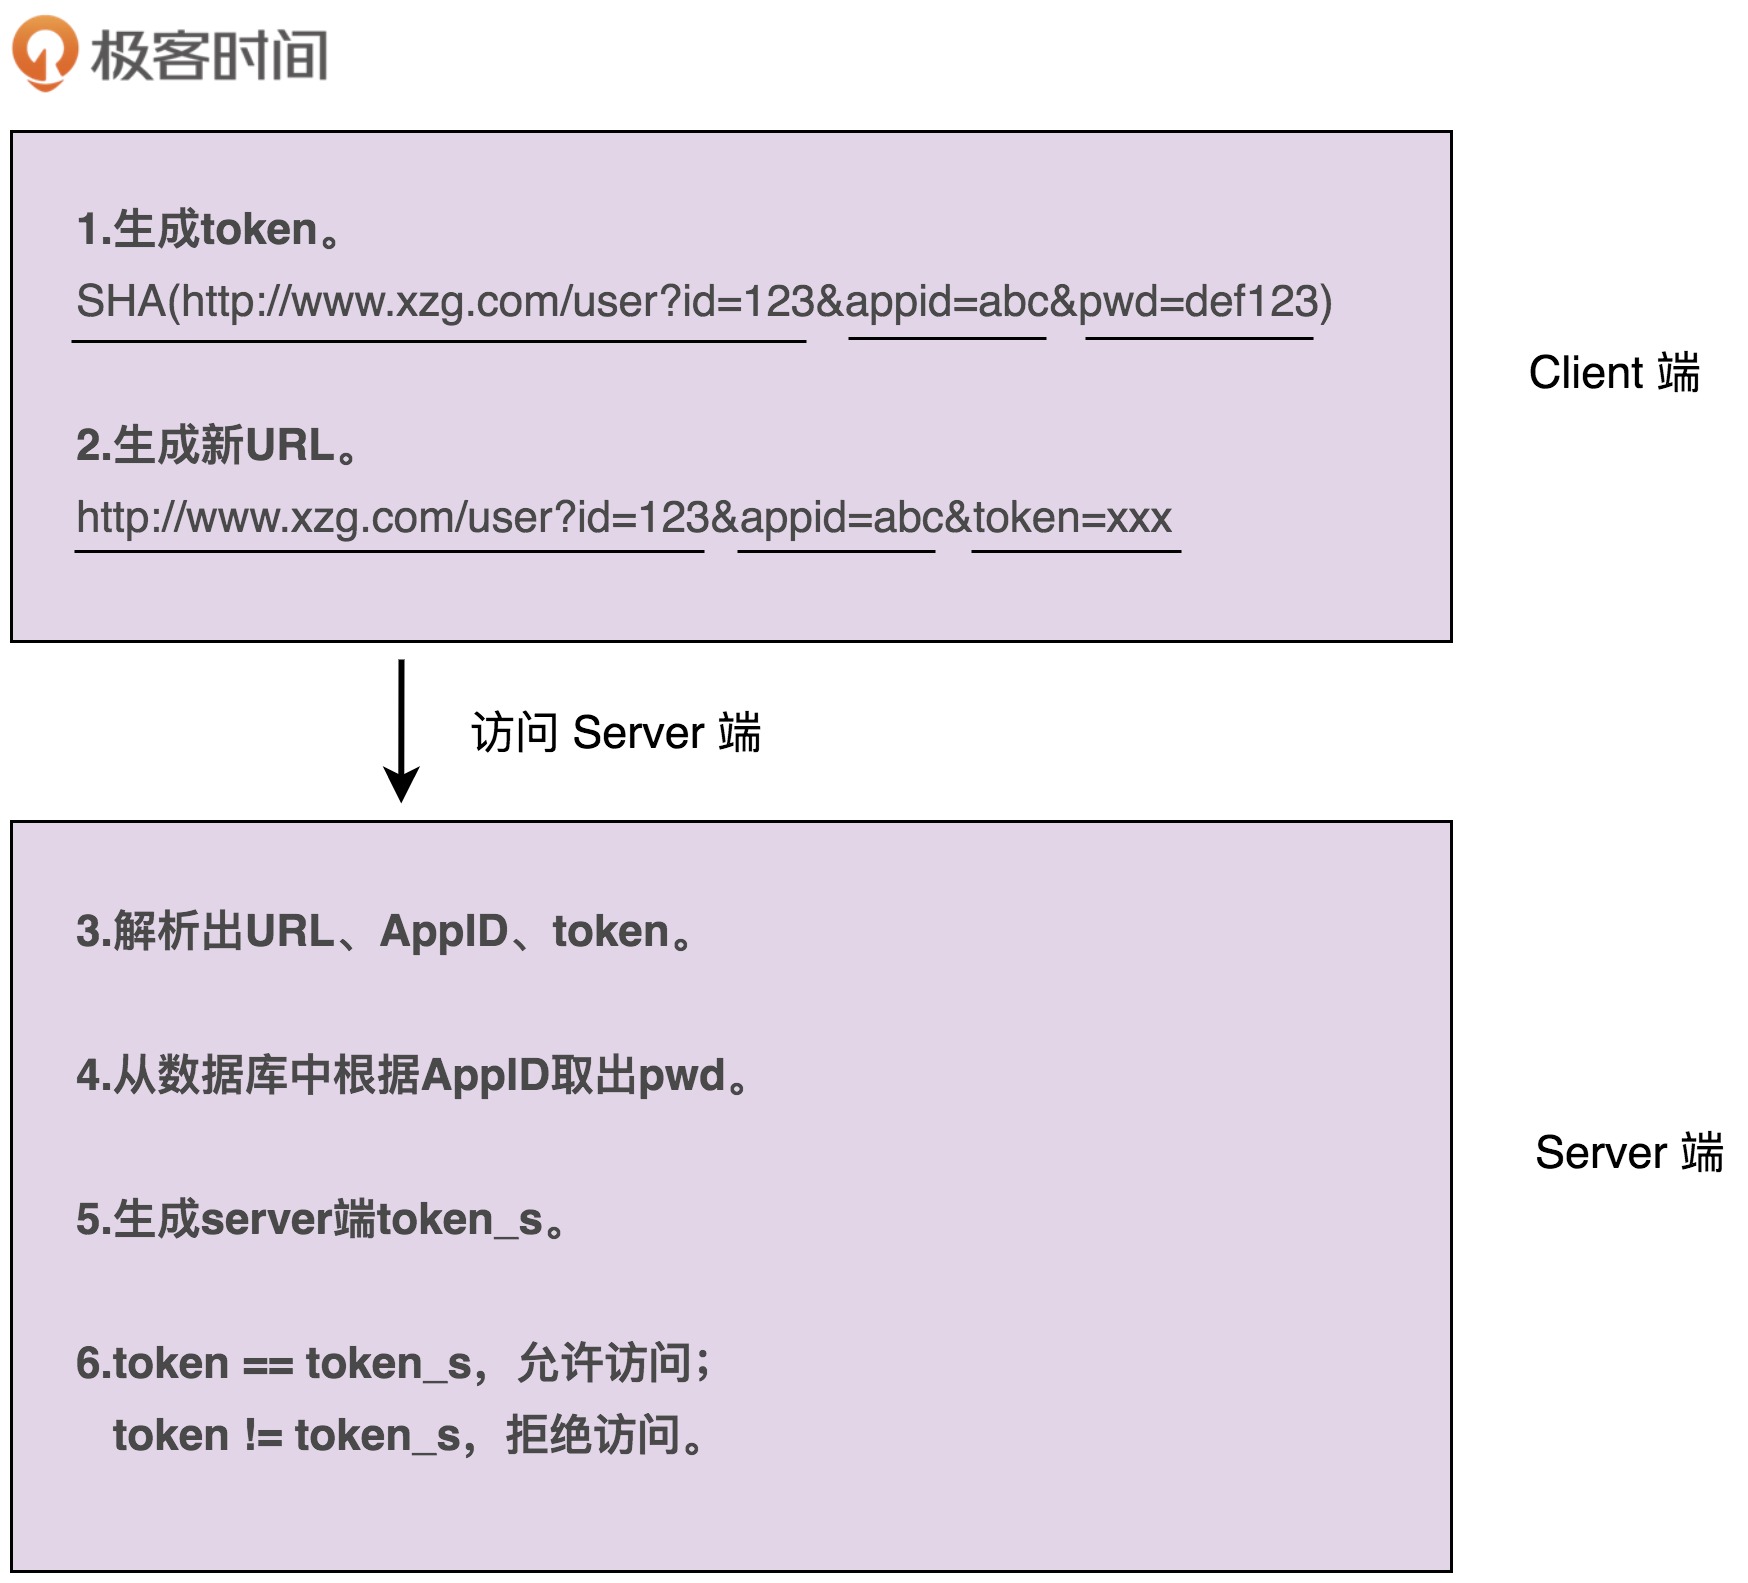 极客时间
1.生成token。
SHA(http://www.xzg.com/user?id=123&appid=abc&pwd=def123)
2.生成新URL。
http://www.xzg.com/user?id=123&appid=abc&token=xxx
Client 端
访问 Server 端
3.解析出URL、AppID、token。
4.从数据库中根据AppID取出pwd。
5.生成server端token_s。
6.token == token_s，允许访问；
token != token_s，拒绝访问。
Server 端